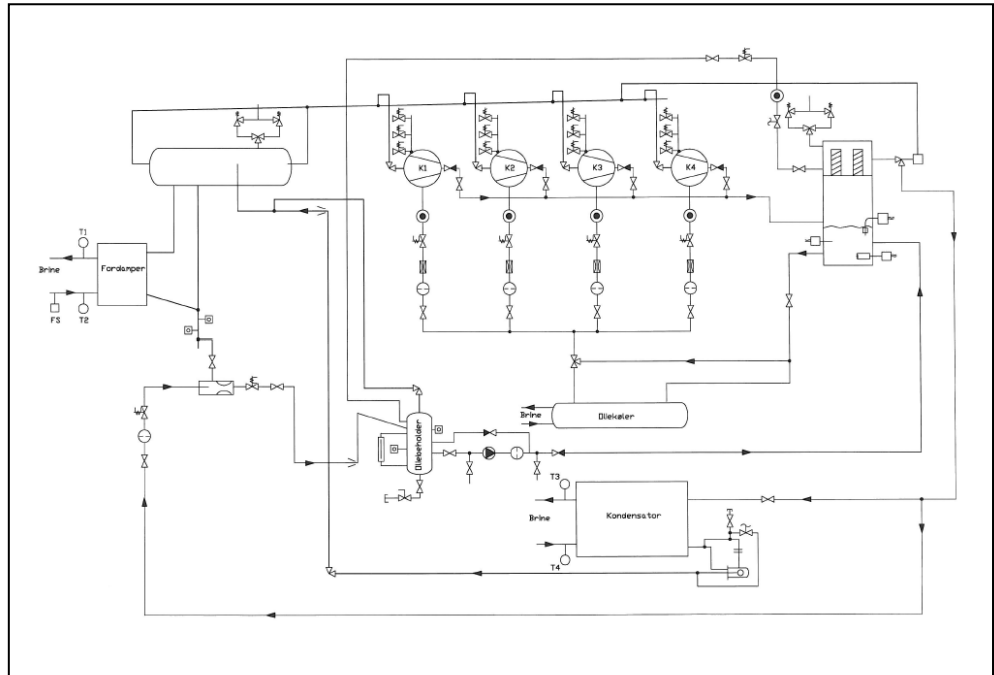 K1
K2
K3
K4
T1
Brine
Fordamper
FS
T2
Brine
Oliekøler
Oliebeholder
T3
Brine
Kondensator
T4